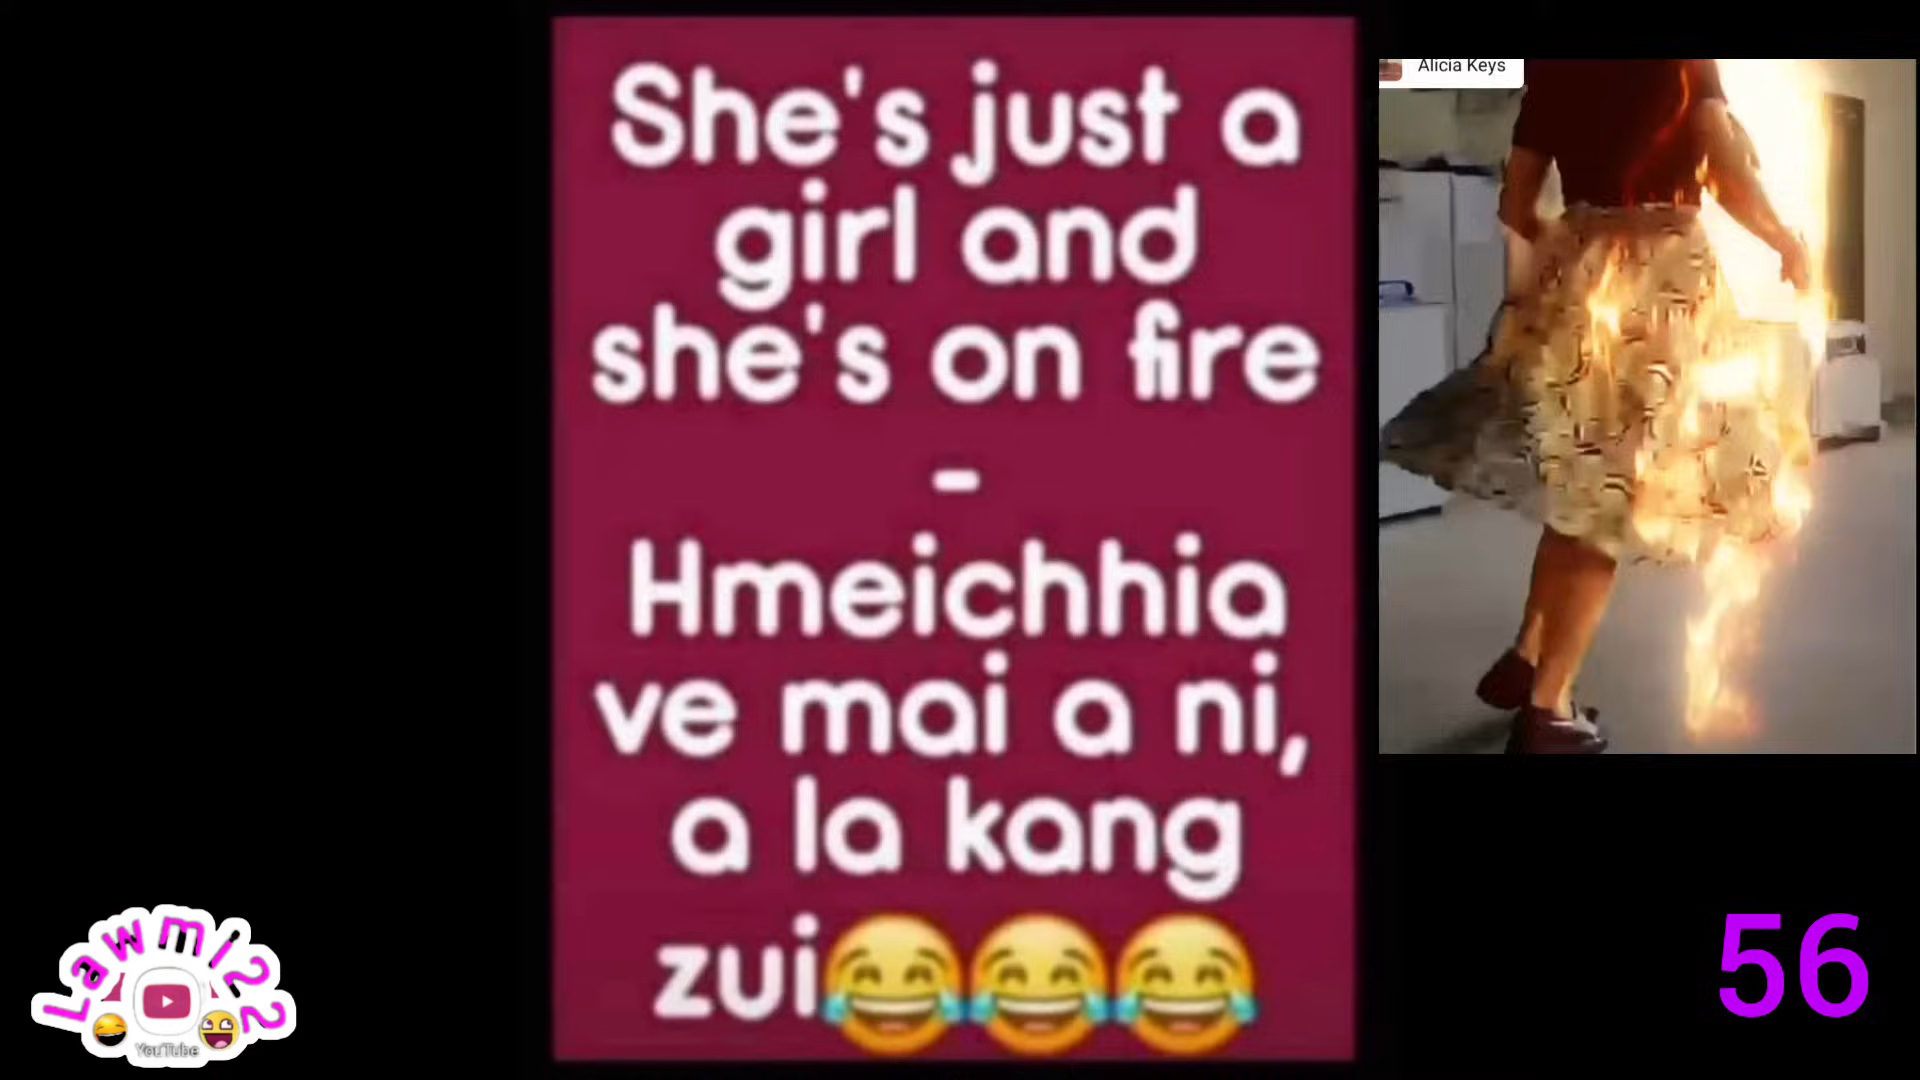 She's just a
girl and
she's on fire
-
Hmeichhia
ve mai a ni,
a la kang
zui😂😂😂
Alicia Keys
Lawmi22
YouTube
56